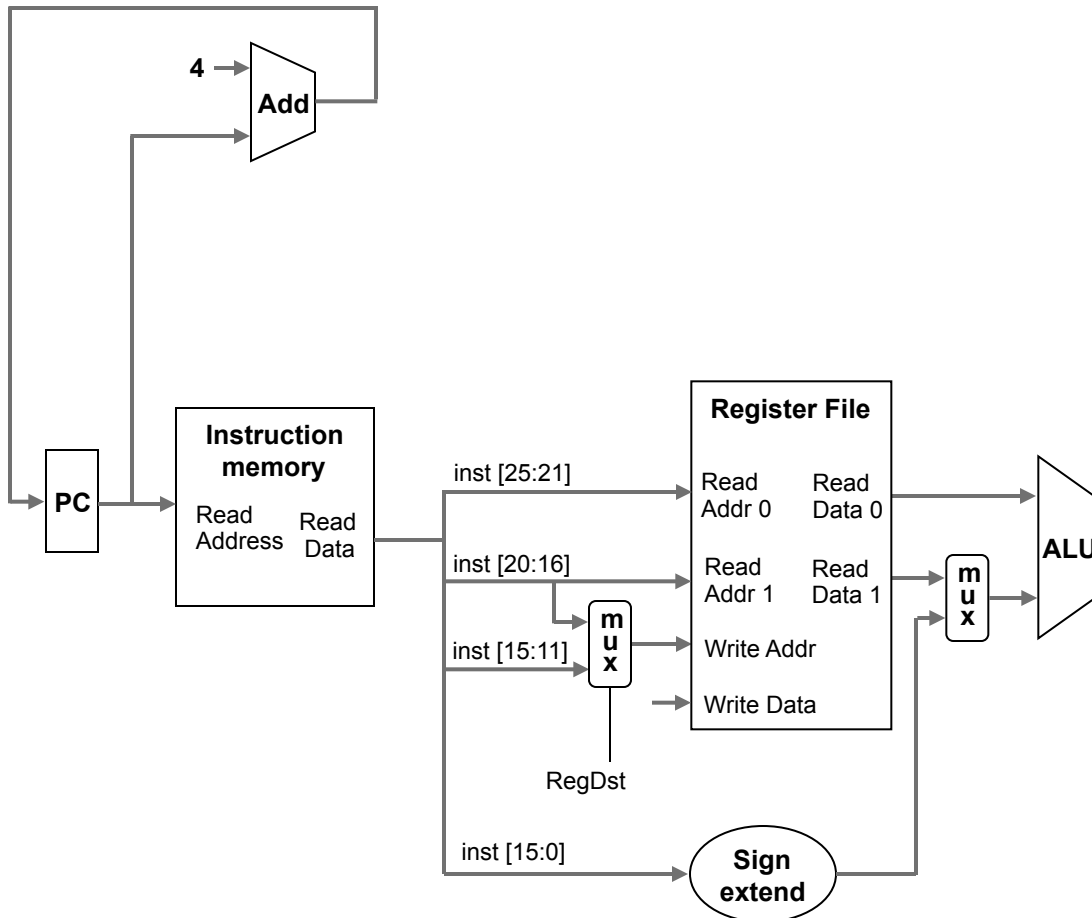 4
Add
PC
Instruction
memory
Read
Address
Read
Data
inst [25:21]
inst [20:16]
inst [15:11]
mux
RegDst
inst [15:0]
Register File
Read
Addr 0
Read
Data 0
Read
Addr 1
Read
Data 1
Write Addr
Write Data
Sign
extend
mux
ALU